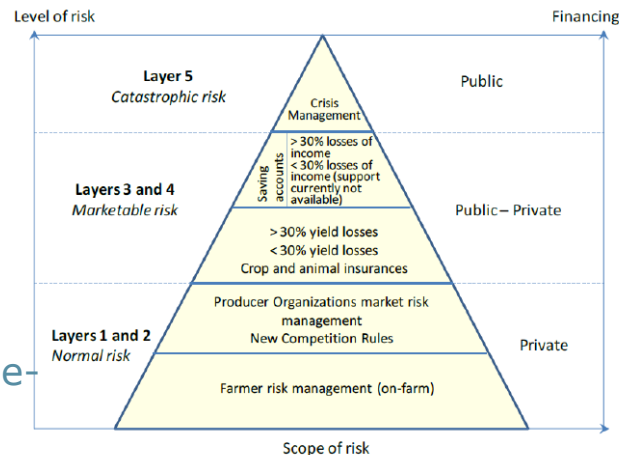 Level of risk
Financing
Layer 5
Catastrophic risk
Crisis
Management
Public
Saving
accounts
> 30% losses of
income
< 30% losses of
income (support
currently not
available)
Layers 3 and 4
Marketable risk
Public – Private
> 30% yield losses
< 30% yield losses
Crop and animal insurances
Producer Organizations market risk
management
New Competition Rules
Layers 1 and 2
Normal risk
Private
e-
Farmer risk management (on-farm)
Scope of risk